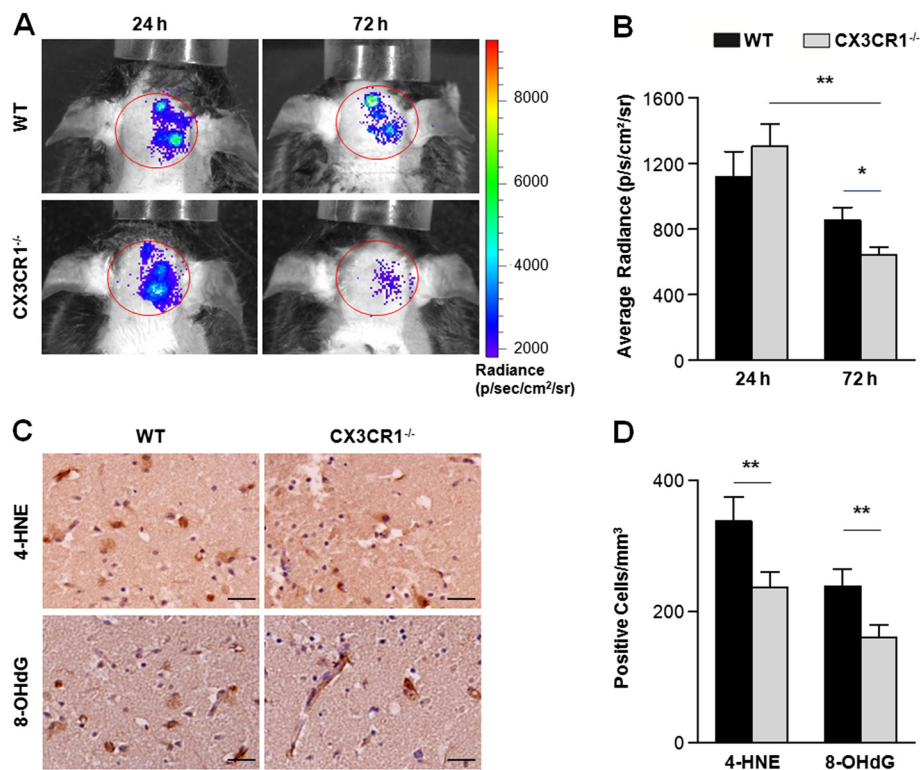 A
24 h
72 h
WT
CX3CR1-/-
8000
6000
4000
2000
Radiance
(p/sec/cm²/sr)
B
WT
CX3CR1-/-
Average Radiance (p/s/cm²/sr)
1600
1200
800
600
0
**
*
24 h
72 h
C
WT
CX3CR1-/-
4-HNE
8-OHdG
D
Positive Cells/mm³
400
200
0
**
**
4-HNE
8-OHdG